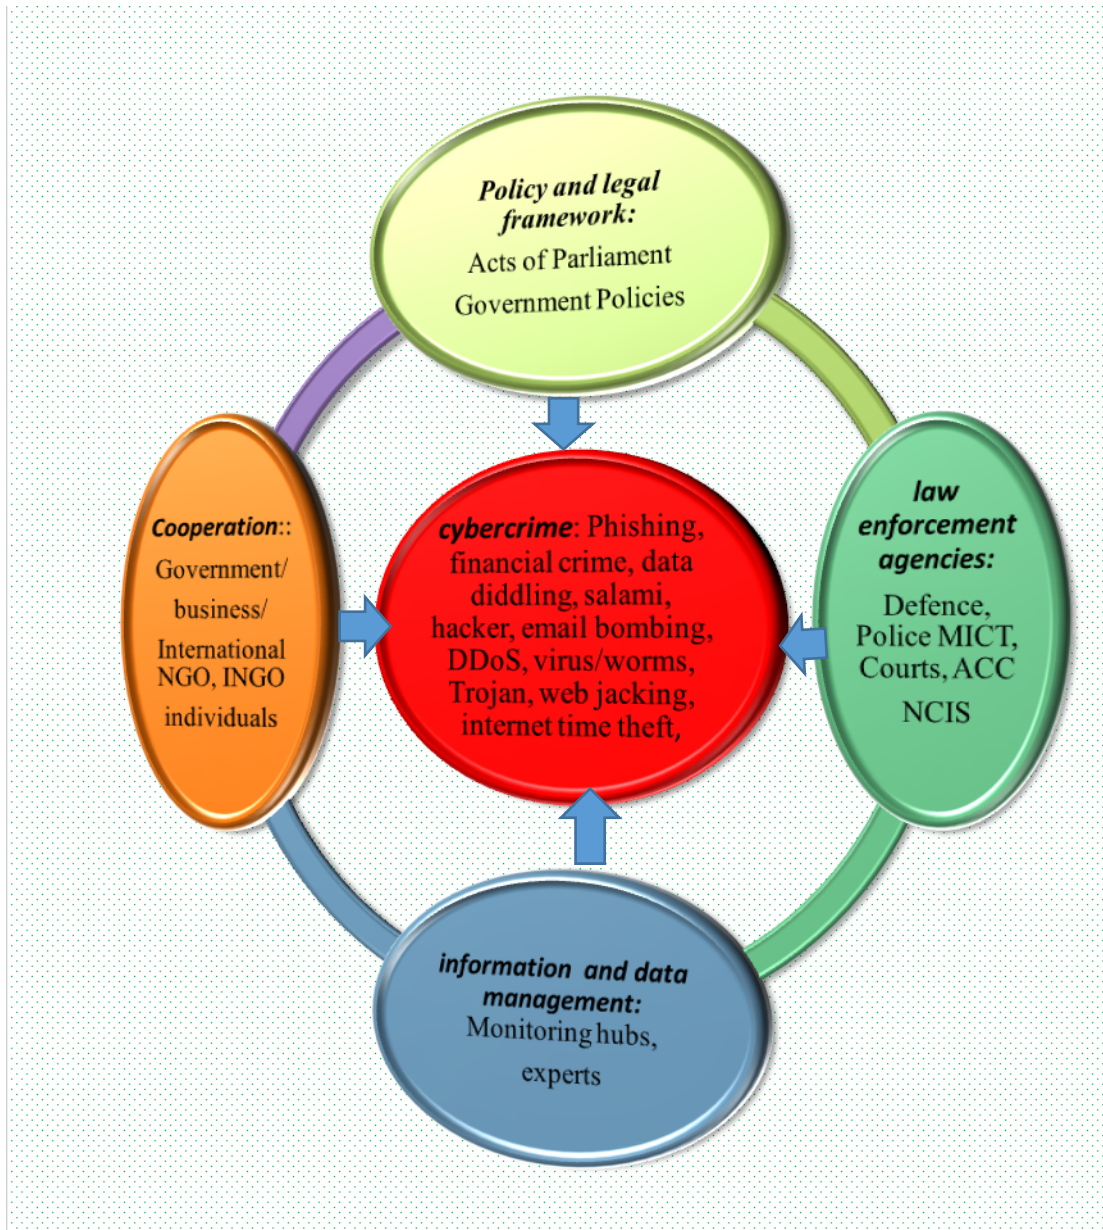 Policy and legal
framework:
Acts of Parliament
Government Policies
Cooperation::
Government/
business/
International
NGO, INGO
individuals
cybercrime: Phishing,
financial crime, data
diddling, salami,
hacker, email bombing,
DDoS, virus/worms,
Trojan, web jacking,
internet time theft,
law
enforcement
agencies:
Defence,
Police MICT,
Courts, ACC
NCIS
information and data
management:
Monitoring hubs,
experts